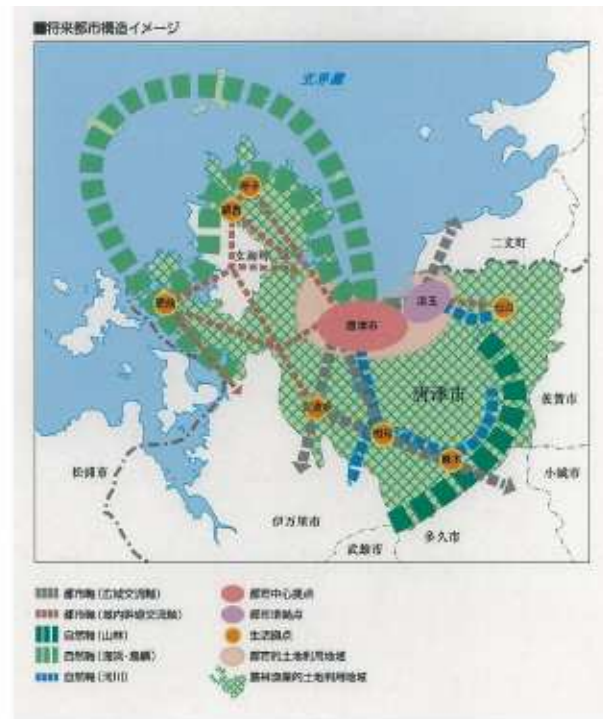 ■将来都市構造イメージ
玄界灘
呼子
鎮西
玄海町
二丈町
肥前
浜玉
唐津市
七山
唐津市
佐賀市
北波多
相知
厳木
小城市
松浦市
伊万里市
多久市
武雄市
都市軸(広域交流軸)
都市軸(域内幹線交流軸)
自然軸(山林)
自然軸(海浜・島嶼)
自然軸(河川)
都市中心拠点
都市準拠点
生活拠点
都市的土地利用地域
農林漁業的土地利用地域